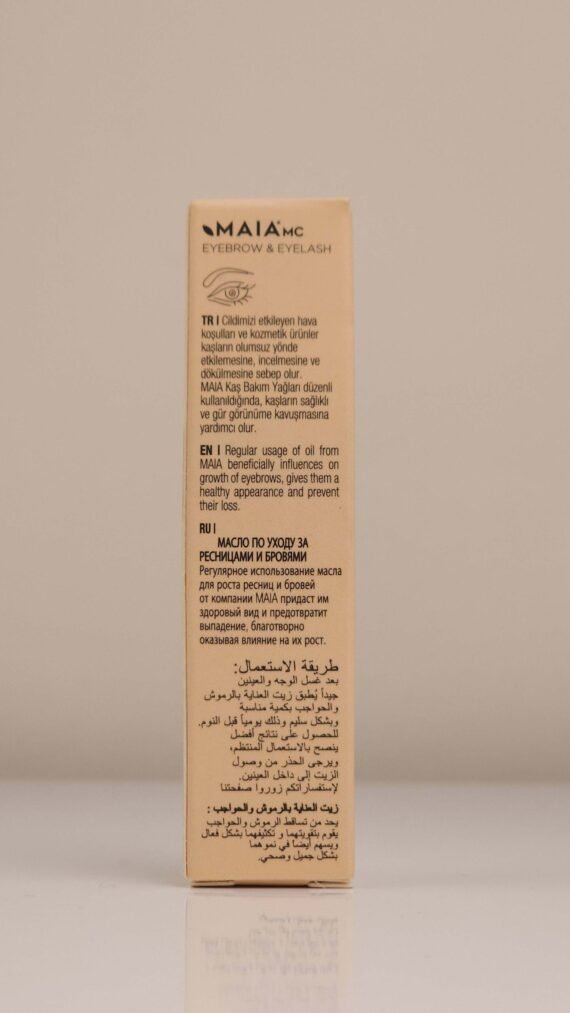 MAIA® MC
EYEBROW & EYELASH
TR I Cildimizi etkileyen hava
koşulları ve kozmetik ürünler
kaşların olumsuz yönde
etkilemesine, incelmesine ve
dökülmesine sebep olur.
MAIA Kaş Bakım Yağları düzenli
kullanıldığında, kaşların sağlıklı
ve gür görünüme kavuşmasına
yardımcı olur.
EN I Regular usage of oil from
MAIA beneficially influences on
growth of eyebrows, gives them a
healthy appearance and prevent
their loss.
RU I
МАСЛО ПО УХОДУ ЗА
РЕСНИЦАМИ И БРОВЯМИ
Регулярное использование масла
для роста ресниц и бровей
от компании MAIA придаст им
здоровый вид и предотвратит
выпадение, благотворно
оказывая влияние на их рост.
طريقة الاستعمال:
بعد غسل الوجه والعينين
جيداً يُطبق زيت العناية بالرموش
والحواجب بكمية مناسبة
وبشكل سليم وذلك يومياً قبل النوم.
للحصول على نتائج أفضل
ينصح بالاستعمال المنتظم،
ويرجى الحذر من وصول
الزيت إلى داخل العينين.
لإستفساراتكم زوروا صفحتنا
زيت العناية بالرموش والحواجب :
يحد من تساقط الرموش والحواجب
يقوم بتقويتهما و تكثيفهما بشكل فعال
ويسهم أيضاً في نموهما
بشكل جميل وصحي.